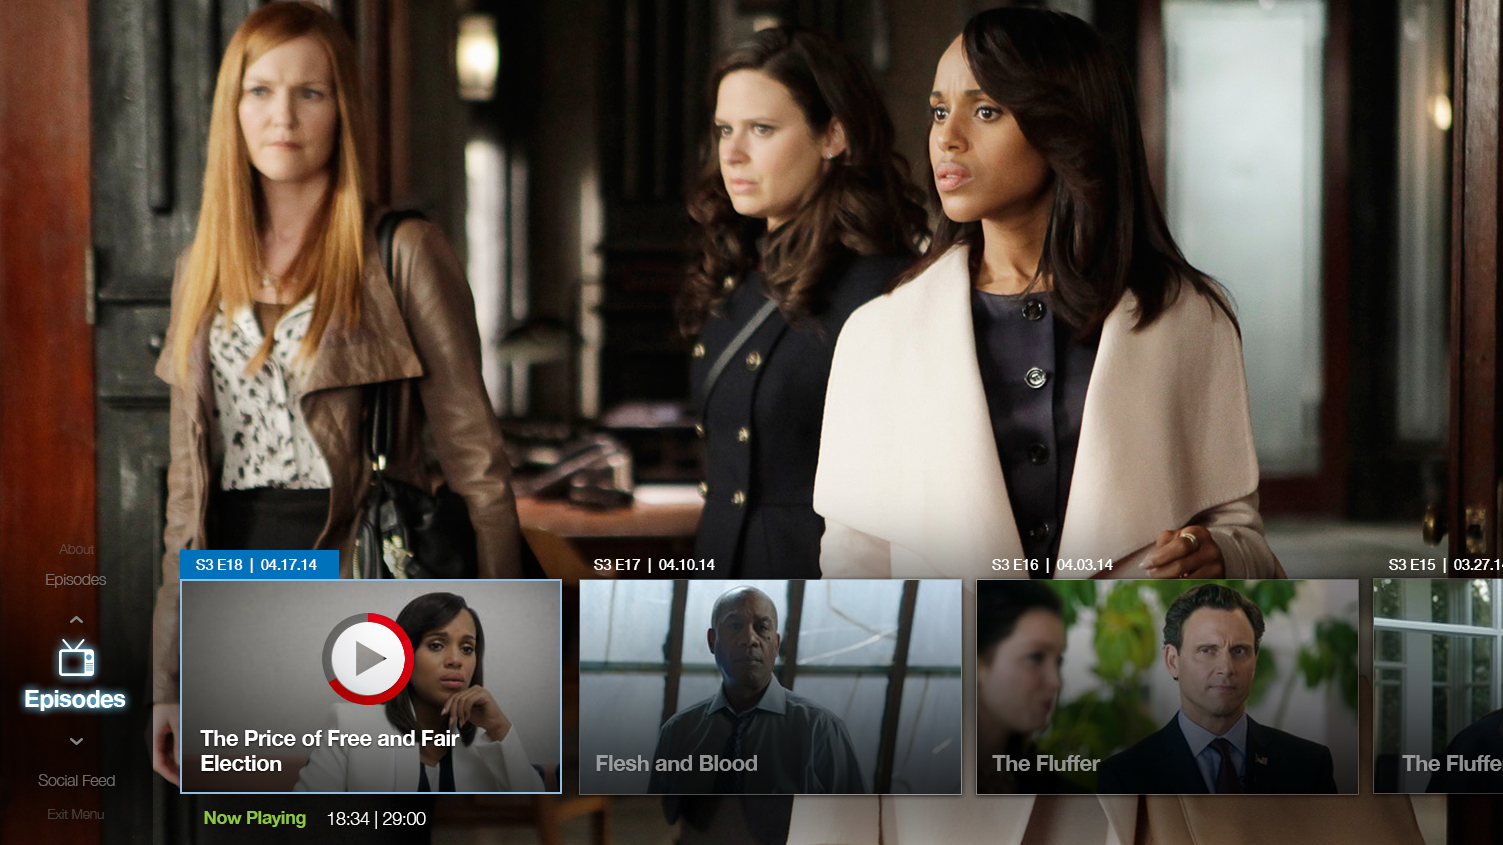 About
Episodes
Episodes
Social Feed
Exit Menu
S3 E18 | 04.17.14
The Price of Free and Fair
Election
Now Playing 18:34 | 29:00
S3 E17 | 04.10.14
Flesh and Blood
S3 E16 | 04.03.14
The Fluffer
S3 E15 | 03.27.1
The Fluffe